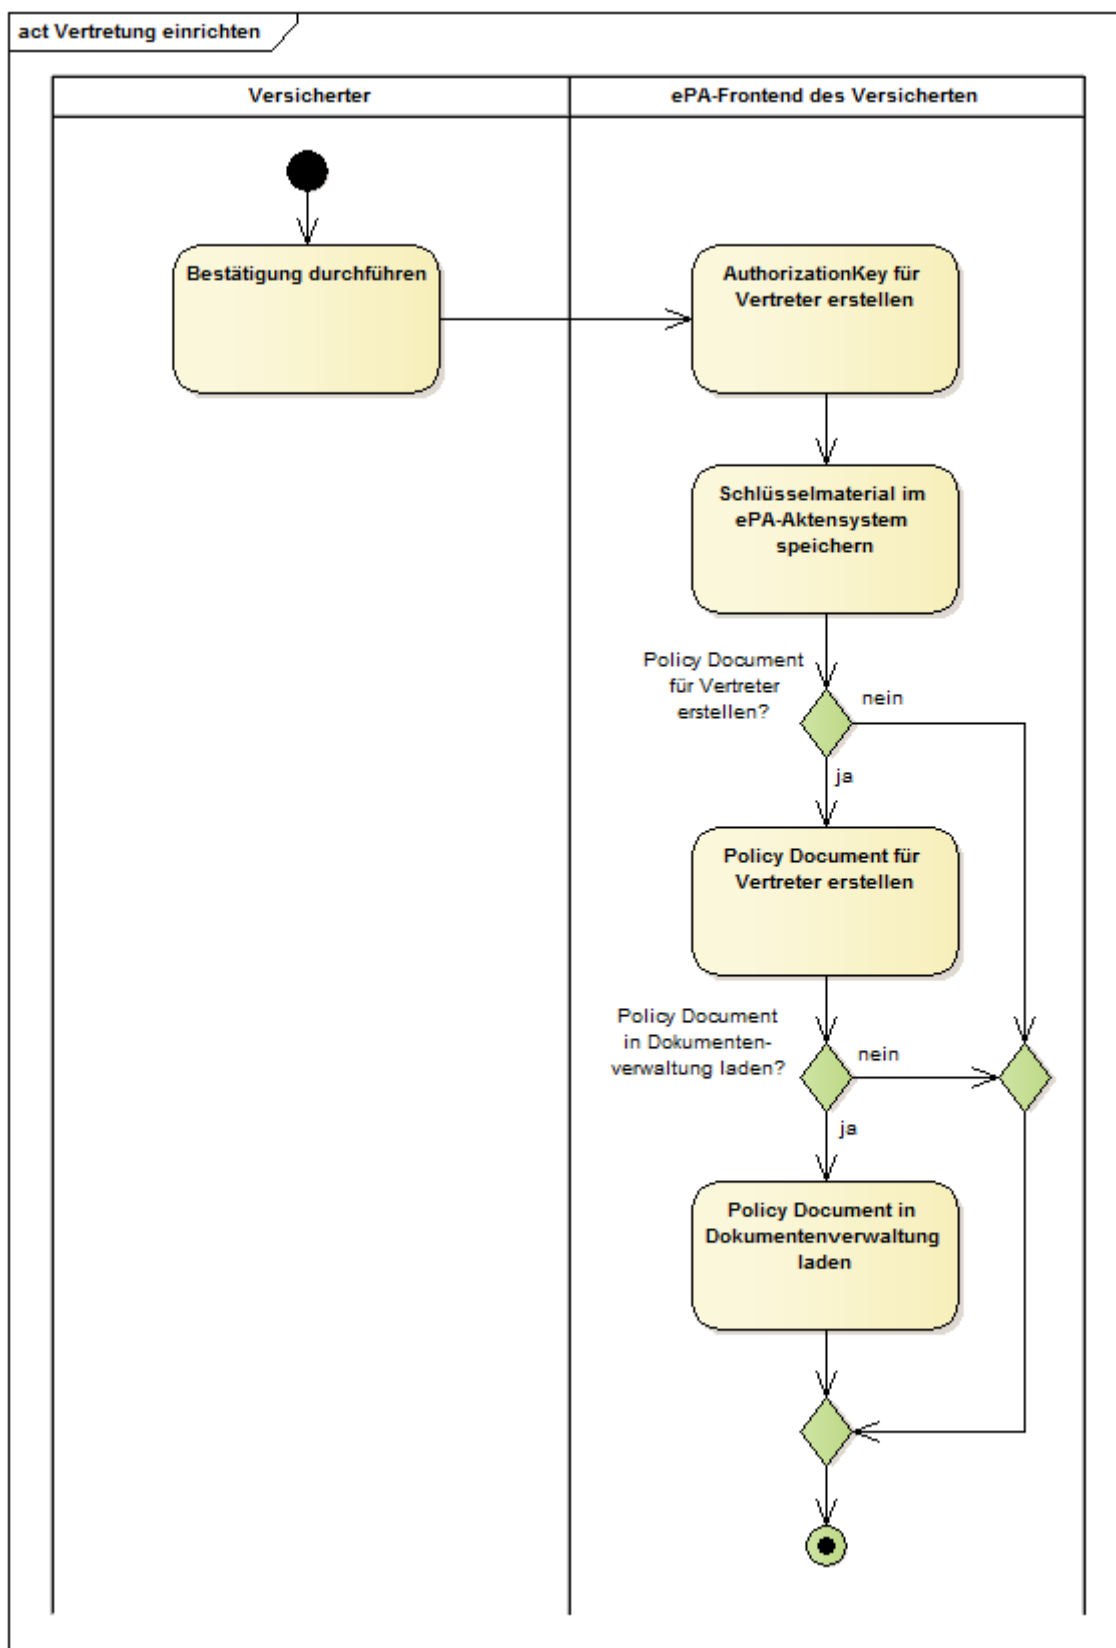 act Vertretung einrichten
Versicherter
ePA-Frontend des Versicherten
Bestätigung durchführen
AuthorizationKey für
Vertreter erstellen
Schlüsselmaterial im
ePA-Aktensystem
speichern
Policy Document
für Vertreter
erstellen?
nein
ja
Policy Document für
Vertreter erstellen
Policy Document
in Dokumenten-
verwaltung laden?
nein
ja
Policy Document in
Dokumentenverwaltung
laden